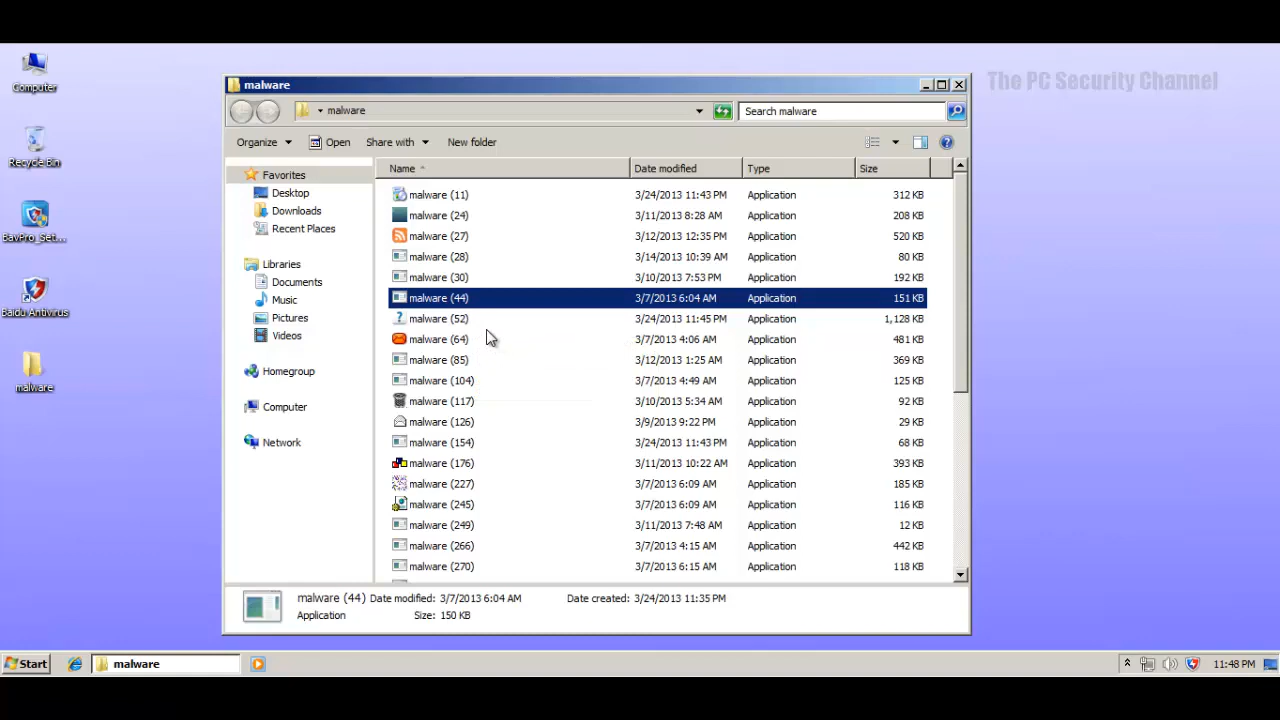 The PC Security Channel
Computer
Recycle Bin
BavPro_Set...
Baidu Antivirus
malware
malware
malware
Search malware
Organize Open Share with New folder
Favorites
Desktop
Downloads
Recent Places
Libraries
Documents
Music
Pictures
Videos
Homegroup
Computer
Network
Name Date modified Type Size
malware (11) 3/24/2013 11:43 PM Application 312 KB
malware (24) 3/11/2013 8:28 AM Application 208 KB
malware (27) 3/12/2013 12:35 PM Application 520 KB
malware (28) 3/14/2013 10:39 AM Application 80 KB
malware (30) 3/10/2013 7:53 PM Application 192 KB
malware (44) 3/7/2013 6:04 AM Application 151 KB
malware (52) 3/24/2013 11:45 PM Application 1,128 KB
malware (64) 3/7/2013 4:06 AM Application 481 KB
malware (85) 3/12/2013 1:25 AM Application 369 KB
malware (104) 3/7/2013 4:49 AM Application 125 KB
malware (117) 3/10/2013 5:34 AM Application 92 KB
malware (126) 3/9/2013 9:22 PM Application 29 KB
malware (154) 3/24/2013 11:43 PM Application 68 KB
malware (176) 3/11/2013 10:22 AM Application 393 KB
malware (227) 3/7/2013 6:09 AM Application 185 KB
malware (245) 3/7/2013 6:09 AM Application 116 KB
malware (249) 3/11/2013 7:48 AM Application 12 KB
malware (266) 3/7/2013 4:15 AM Application 442 KB
malware (270) 3/7/2013 6:15 AM Application 118 KB
malware (44) Date modified: 3/7/2013 6:04 AM Date created: 3/24/2013 11:35 PM
Application Size: 150 KB
Start malware 11:48 PM